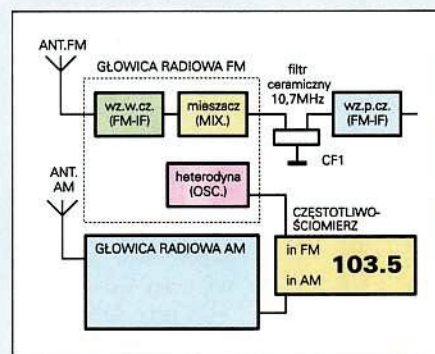 ANT.FM
GŁOWICA RADIOWA FM
wz.w.cz.
(FM-IF)
mieszacz
(MIX.)
filtr
ceramiczny
10,7MHz
wz.p.cz.
(FM-IF)
CF1
ANT.
AM
heterodyna
(OSC.)
CZĘSTOTLIWO-
ŚCIOMIERZ
GŁOWICA RADIOWA AM
in FM
103.5
in AM